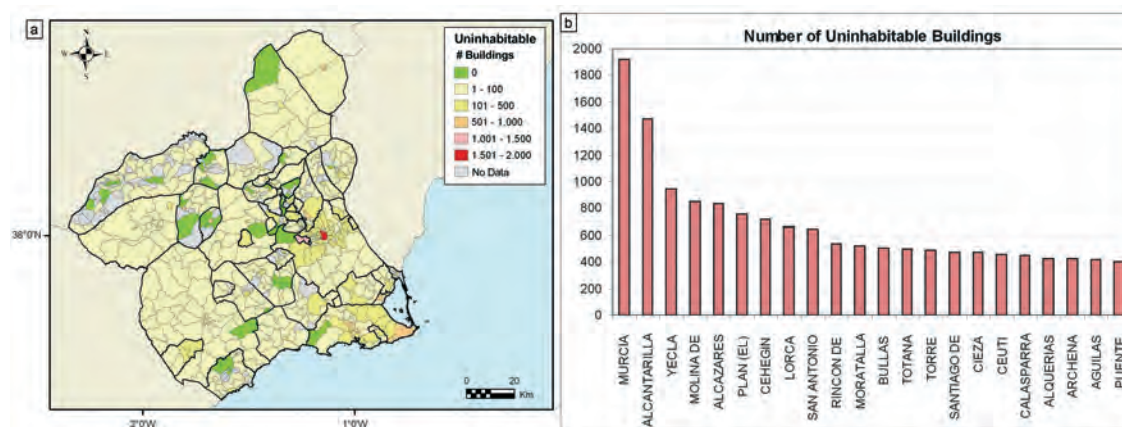 a
N
W E
S
Uninhabitable
# Buildings
0
1 - 100
101 - 500
501 - 1.000
1.001 - 1.500
1.501 - 2.000
No Data
38°0'N
0 20
Km
2°0'W
1°0'W
b
Number of Uninhabitable Buildings
2000
1800
1600
1400
1200
1000
800
600
400
200
0
MURCIA
ALCANTARILLA
YECLA
MOLINA DE
ALCAZARES
PLAN (EL)
CEHEGIN
LORCA
SAN ANTONIO
RINCON DE
MORATALLA
BULLAS
TOTANA
TORRE
SANTIAGO DE
CIEZA
CEUTI
CALASPARRA
ALQUERIAS
ARCHENA
AGUILAS
PUENTE